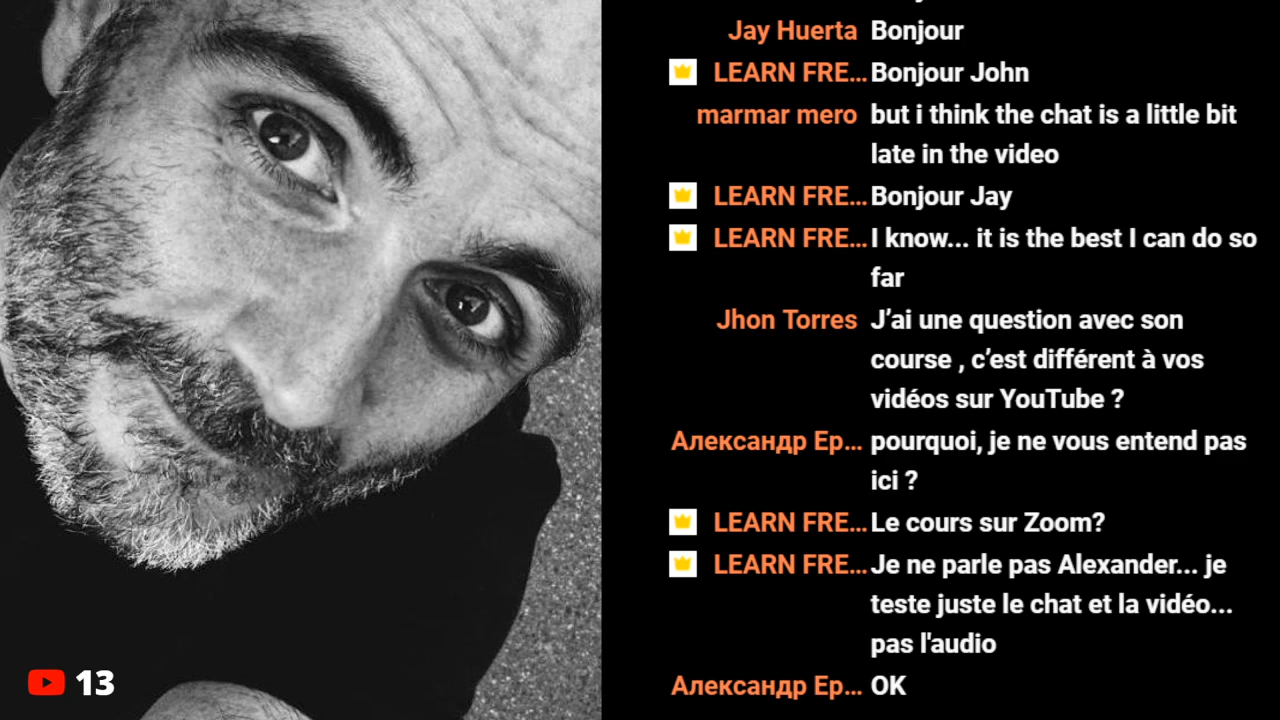 Jay Huerta Bonjour
LEARN FRE... Bonjour John
marmar mero but i think the chat is a little bit
late in the video
LEARN FRE... Bonjour Jay
LEARN FRE... I know... it is the best I can do so
far
Jhon Torres J’ai une question avec son
course , c’est différent à vos
vidéos sur YouTube ?
Александр Ер... pourquoi, je ne vous entend pas
ici ?
LEARN FRE... Le cours sur Zoom?
LEARN FRE... Je ne parle pas Alexander... je
teste juste le chat et la vidéo...
pas l'audio
Александр Ер... OK
13